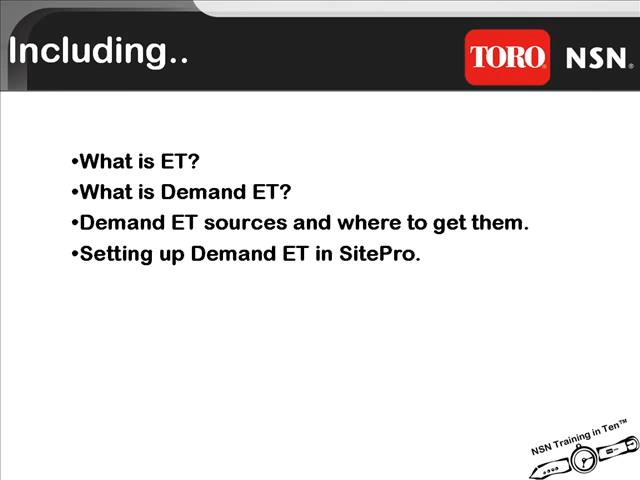 Including..
TORO®
NSN®
•What is ET?
•What is Demand ET?
•Demand ET sources and where to get them.
•Setting up Demand ET in SitePro.
NSN Training in Ten™